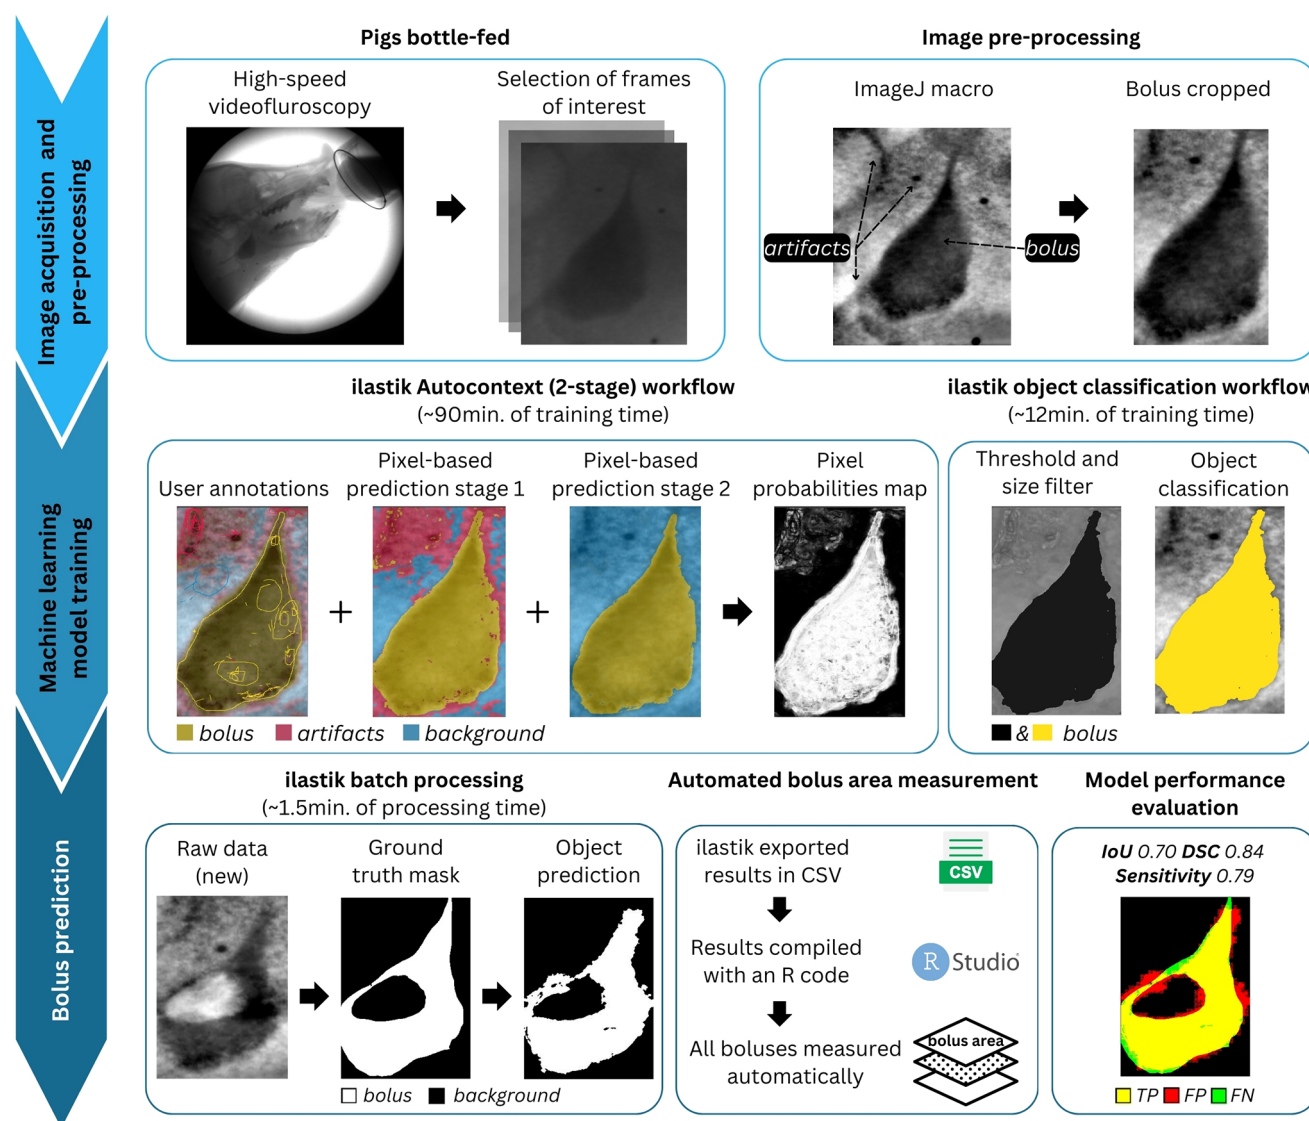 Image acquisition and
pre-processing
Pigs bottle-fed
High-speed
videofluroscopy
Selection of frames
of interest
Image pre-processing
ImageJ macro
Bolus cropped
artifacts
bolus
Machine learning
model training
ilastik Autocontext (2-stage) workflow
(~90min. of training time)
User annotations
Pixel-based
prediction stage 1
Pixel-based
prediction stage 2
Pixel
probabilities map
bolus
artifacts
background
ilastik object classification workflow
(~12min. of training time)
Threshold and
size filter
Object
classification
& bolus
Bolus prediction
ilastik batch processing
(~1.5min. of processing time)
Raw data
(new)
Ground
truth mask
Object
prediction
bolus
background
Automated bolus area measurement
ilastik exported
results in CSV
CSV
Results compiled
with an R code
R Studio
All boluses measured
automatically
bolus area
Model performance
evaluation
IoU 0.70 DSC 0.84
Sensitivity 0.79
TP FP FN